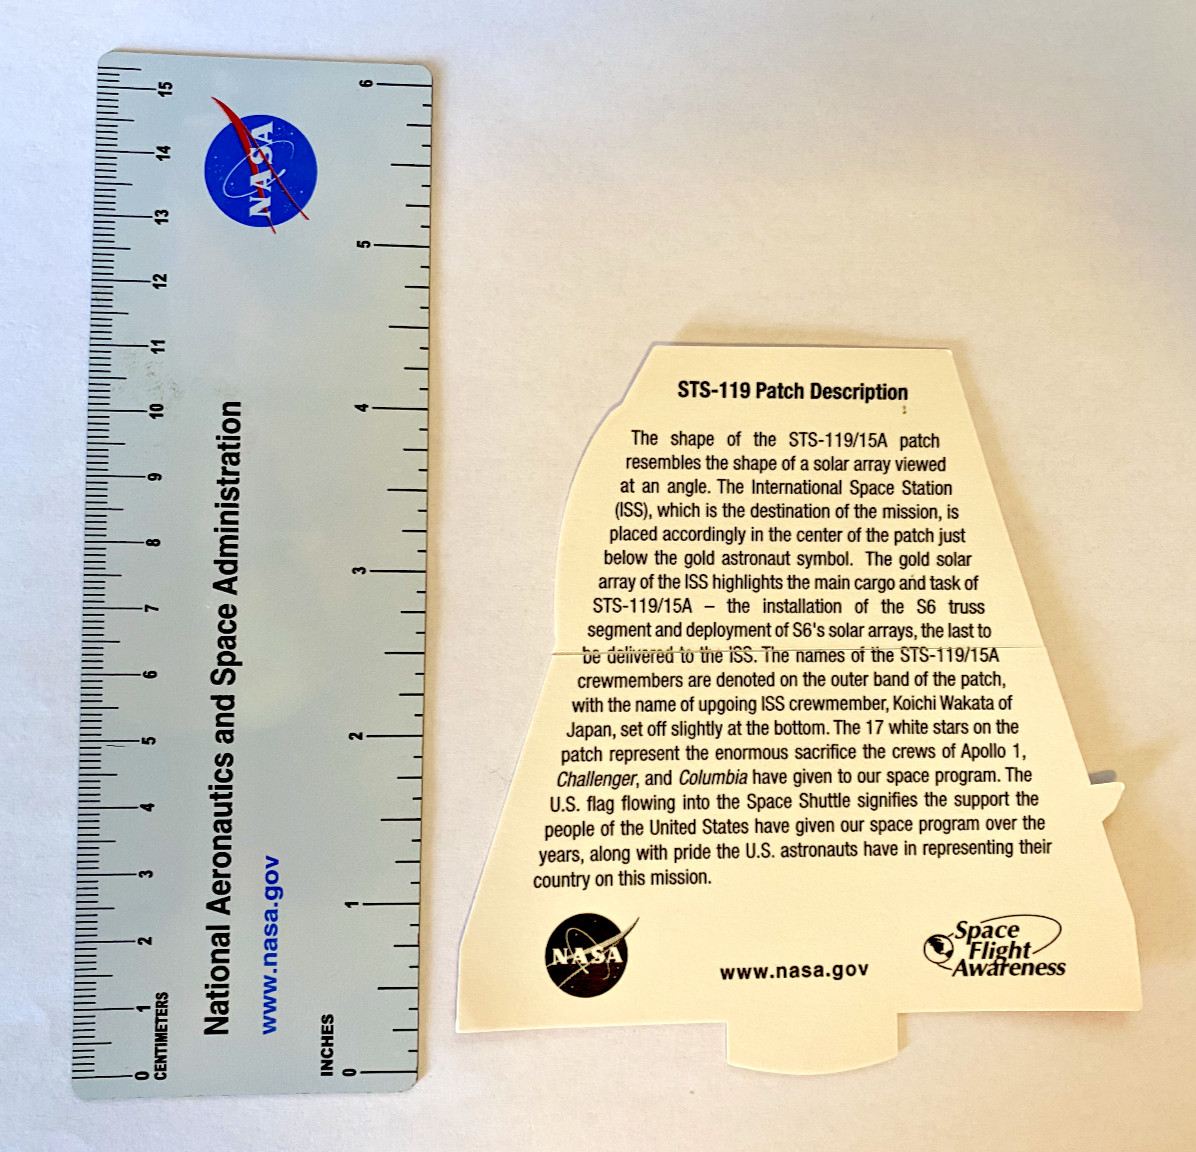 15
14
13
12
11
10
9
8
7
6
5
4
3
2
1
0
CENTIMETERS
NASA
National Aeronautics and Space Administration
www.nasa.gov
6
5
4
3
2
1
0
INCHES
STS-119 Patch Description
The shape of the STS-119/15A patch
resembles the shape of a solar array viewed
at an angle. The International Space Station
(ISS), which is the destination of the mission, is
placed accordingly in the center of the patch just
below the gold astronaut symbol. The gold solar
array of the ISS highlights the main cargo and task of
STS-119/15A – the installation of the S6 truss
segment and deployment of S6's solar arrays, the last to
be delivered to the ISS. The names of the STS-119/15A
crewmembers are denoted on the outer band of the patch,
with the name of upgoing ISS crewmember, Koichi Wakata of
Japan, set off slightly at the bottom. The 17 white stars on the
patch represent the enormous sacrifice the crews of Apollo 1,
Challenger, and Columbia have given to our space program. The
U.S. flag flowing into the Space Shuttle signifies the support the
people of the United States have given our space program over the
years, along with pride the U.S. astronauts have in representing their
country on this mission.
NASA
www.nasa.gov
Space
Flight
Awareness